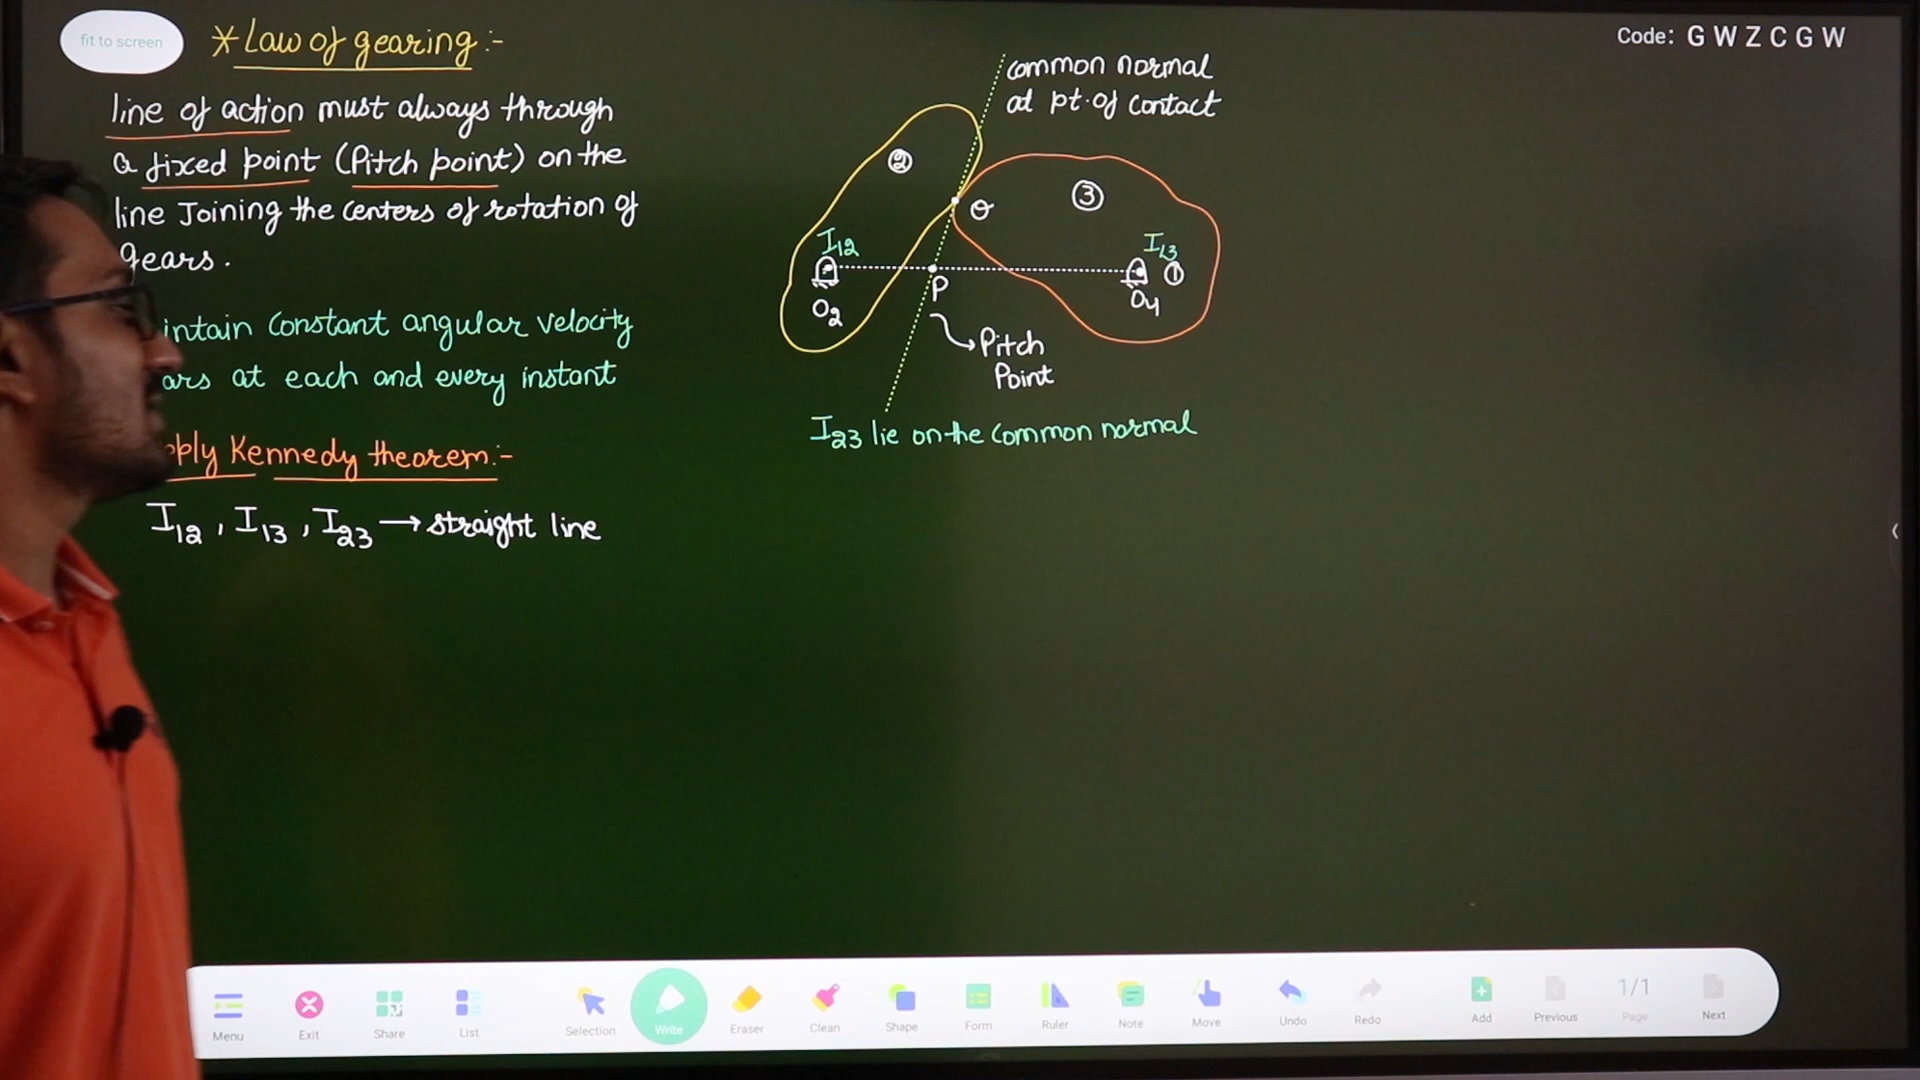 fit to screen
* Law of gearing :-
Code: G W Z C G W
line of action must always through
a fixed point (Pitch point) on the
line Joining the centers of rotation of
gears.
intain constant angular velocity
ars at each and every instant
Kennedy theorem:-
I12, I13, I23 → straight line
common normal
at pt. of contact
2
3
O
I12
I13
1
P
O2
O4
Pitch
Point
I23 lie on the common normal
Menu
Exit
Share
List
Selection
Write
Eraser
Clean
Shape
Form
Ruler
Note
Move
Undo
Redo
Add
Previous
1/1
Page
Next